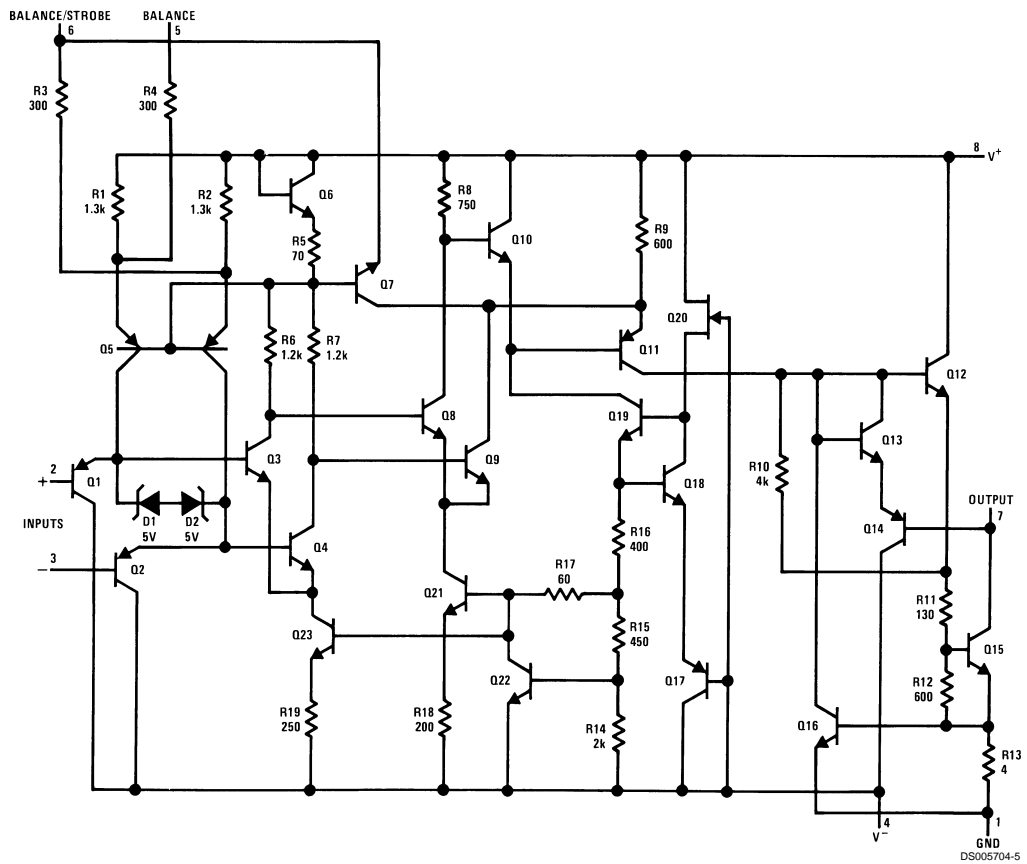 BALANCE/STROBE
6
BALANCE
5
R3
300
R4
300
8
V+
R1
1.3k
R2
1.3k
Q6
R5
70
R8
750
Q10
R9
600
Q7
Q20
Q5
R6
1.2k
R7
1.2k
Q11
Q12
Q8
Q19
Q13
2
+
Q1
Q3
Q9
Q18
R10
4k
OUTPUT
7
INPUTS
D1
5V
D2
5V
Q14
R16
400
3
−
Q2
Q4
R17
60
Q21
R11
130
Q23
R15
450
Q15
Q22
Q17
R12
600
R19
250
R18
200
R14
2k
Q16
R13
4
4
V−
1
GND
DS005704-5